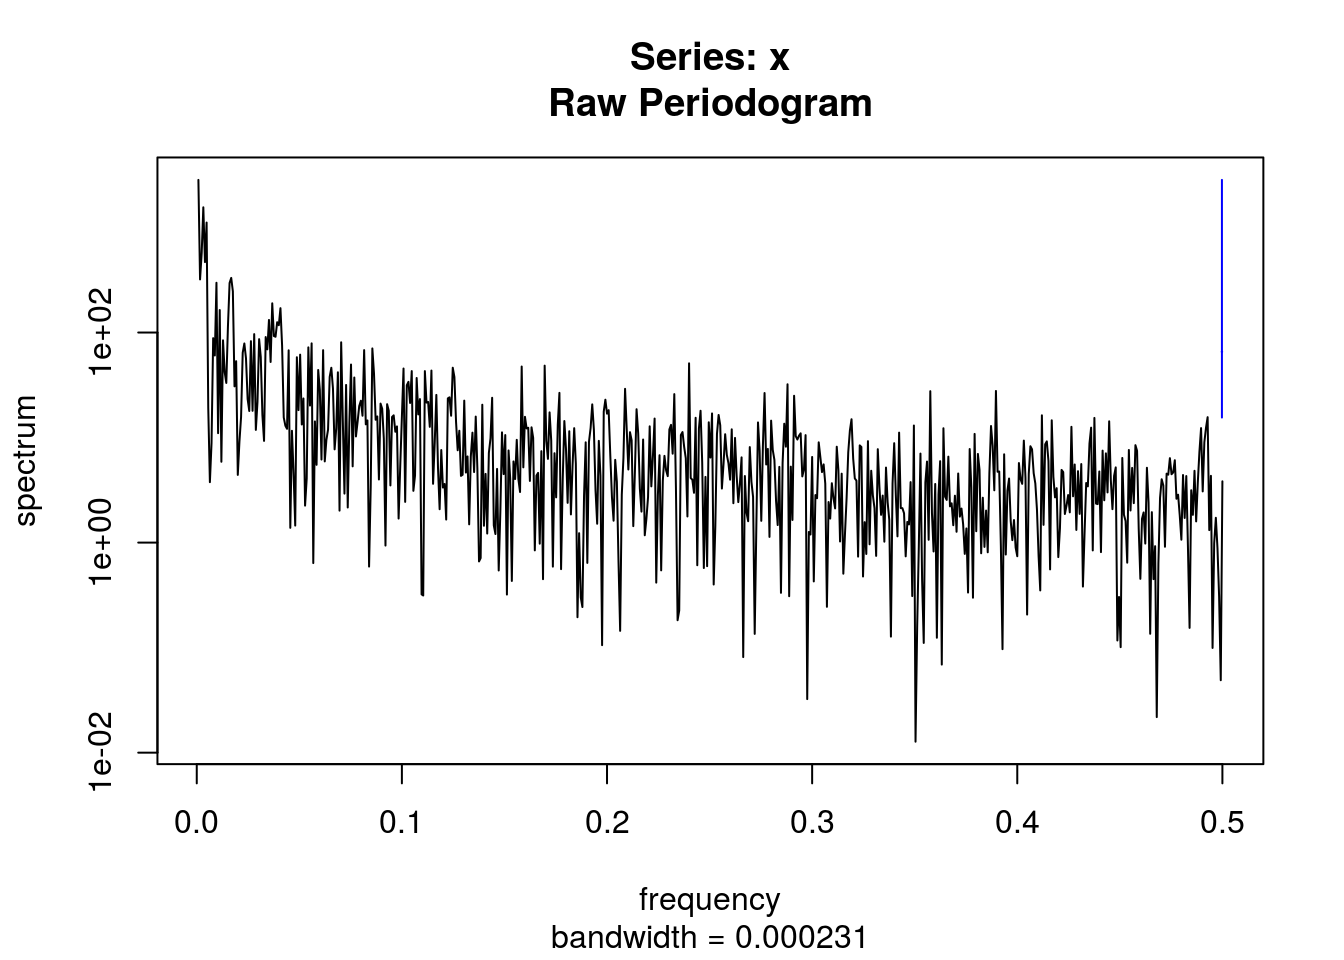 Series: x
Raw Periodogram
spectrum
1e+02
1e+00
1e-02
0.0 0.1 0.2 0.3 0.4 0.5
frequency
bandwidth = 0.000231